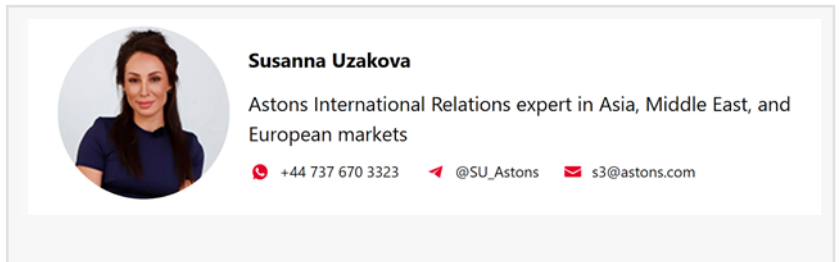 Susanna Uzakova
Astons International Relations expert in Asia, Middle East, and
European markets
+44 737 670 3323 @SU_Astons s3@astons.com